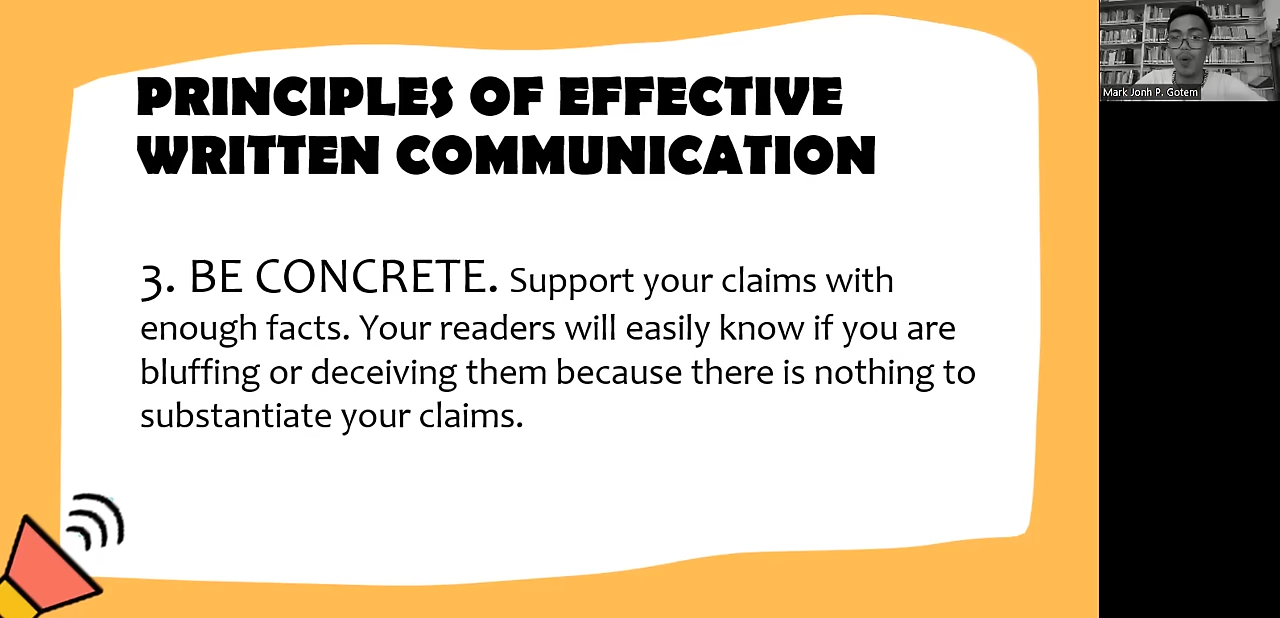 PRINCIPLES OF EFFECTIVE
WRITTEN COMMUNICATION
3. BE CONCRETE. Support your claims with
enough facts. Your readers will easily know if you are
bluffing or deceiving them because there is nothing to
substantiate your claims.
Mark Jonh P. Gotem